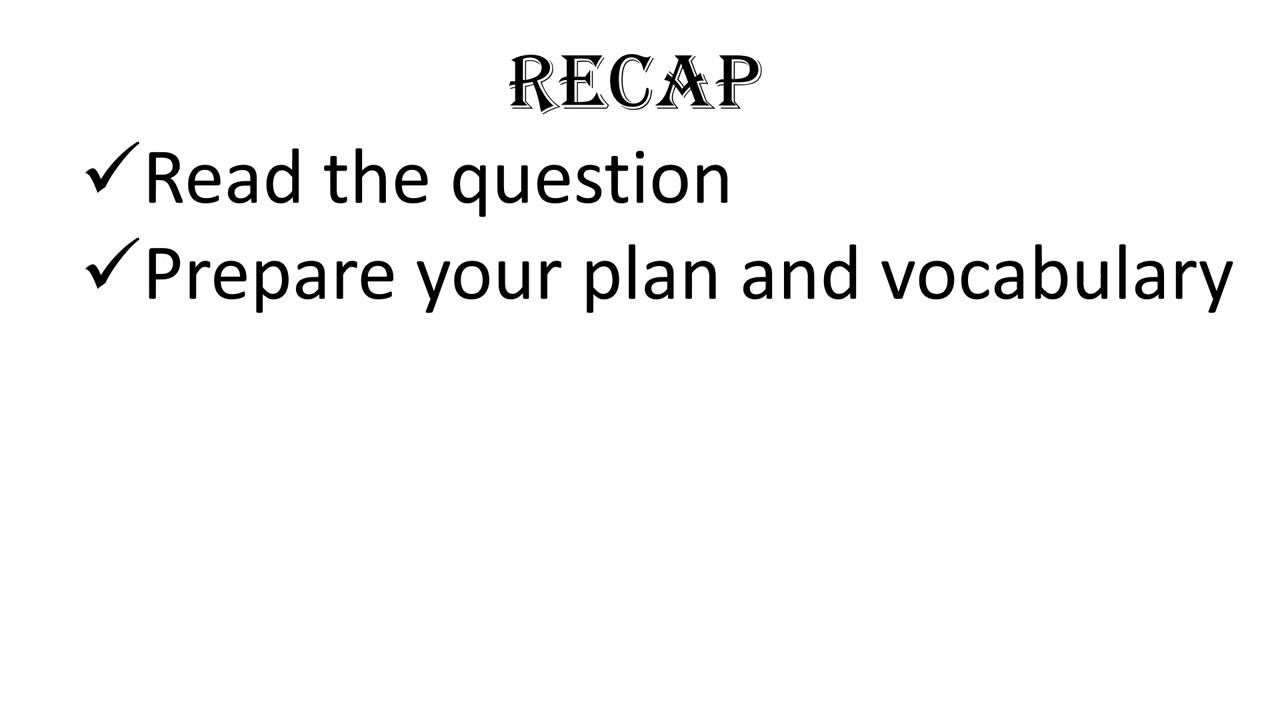 RECAP
✓Read the question
✓Prepare your plan and vocabulary